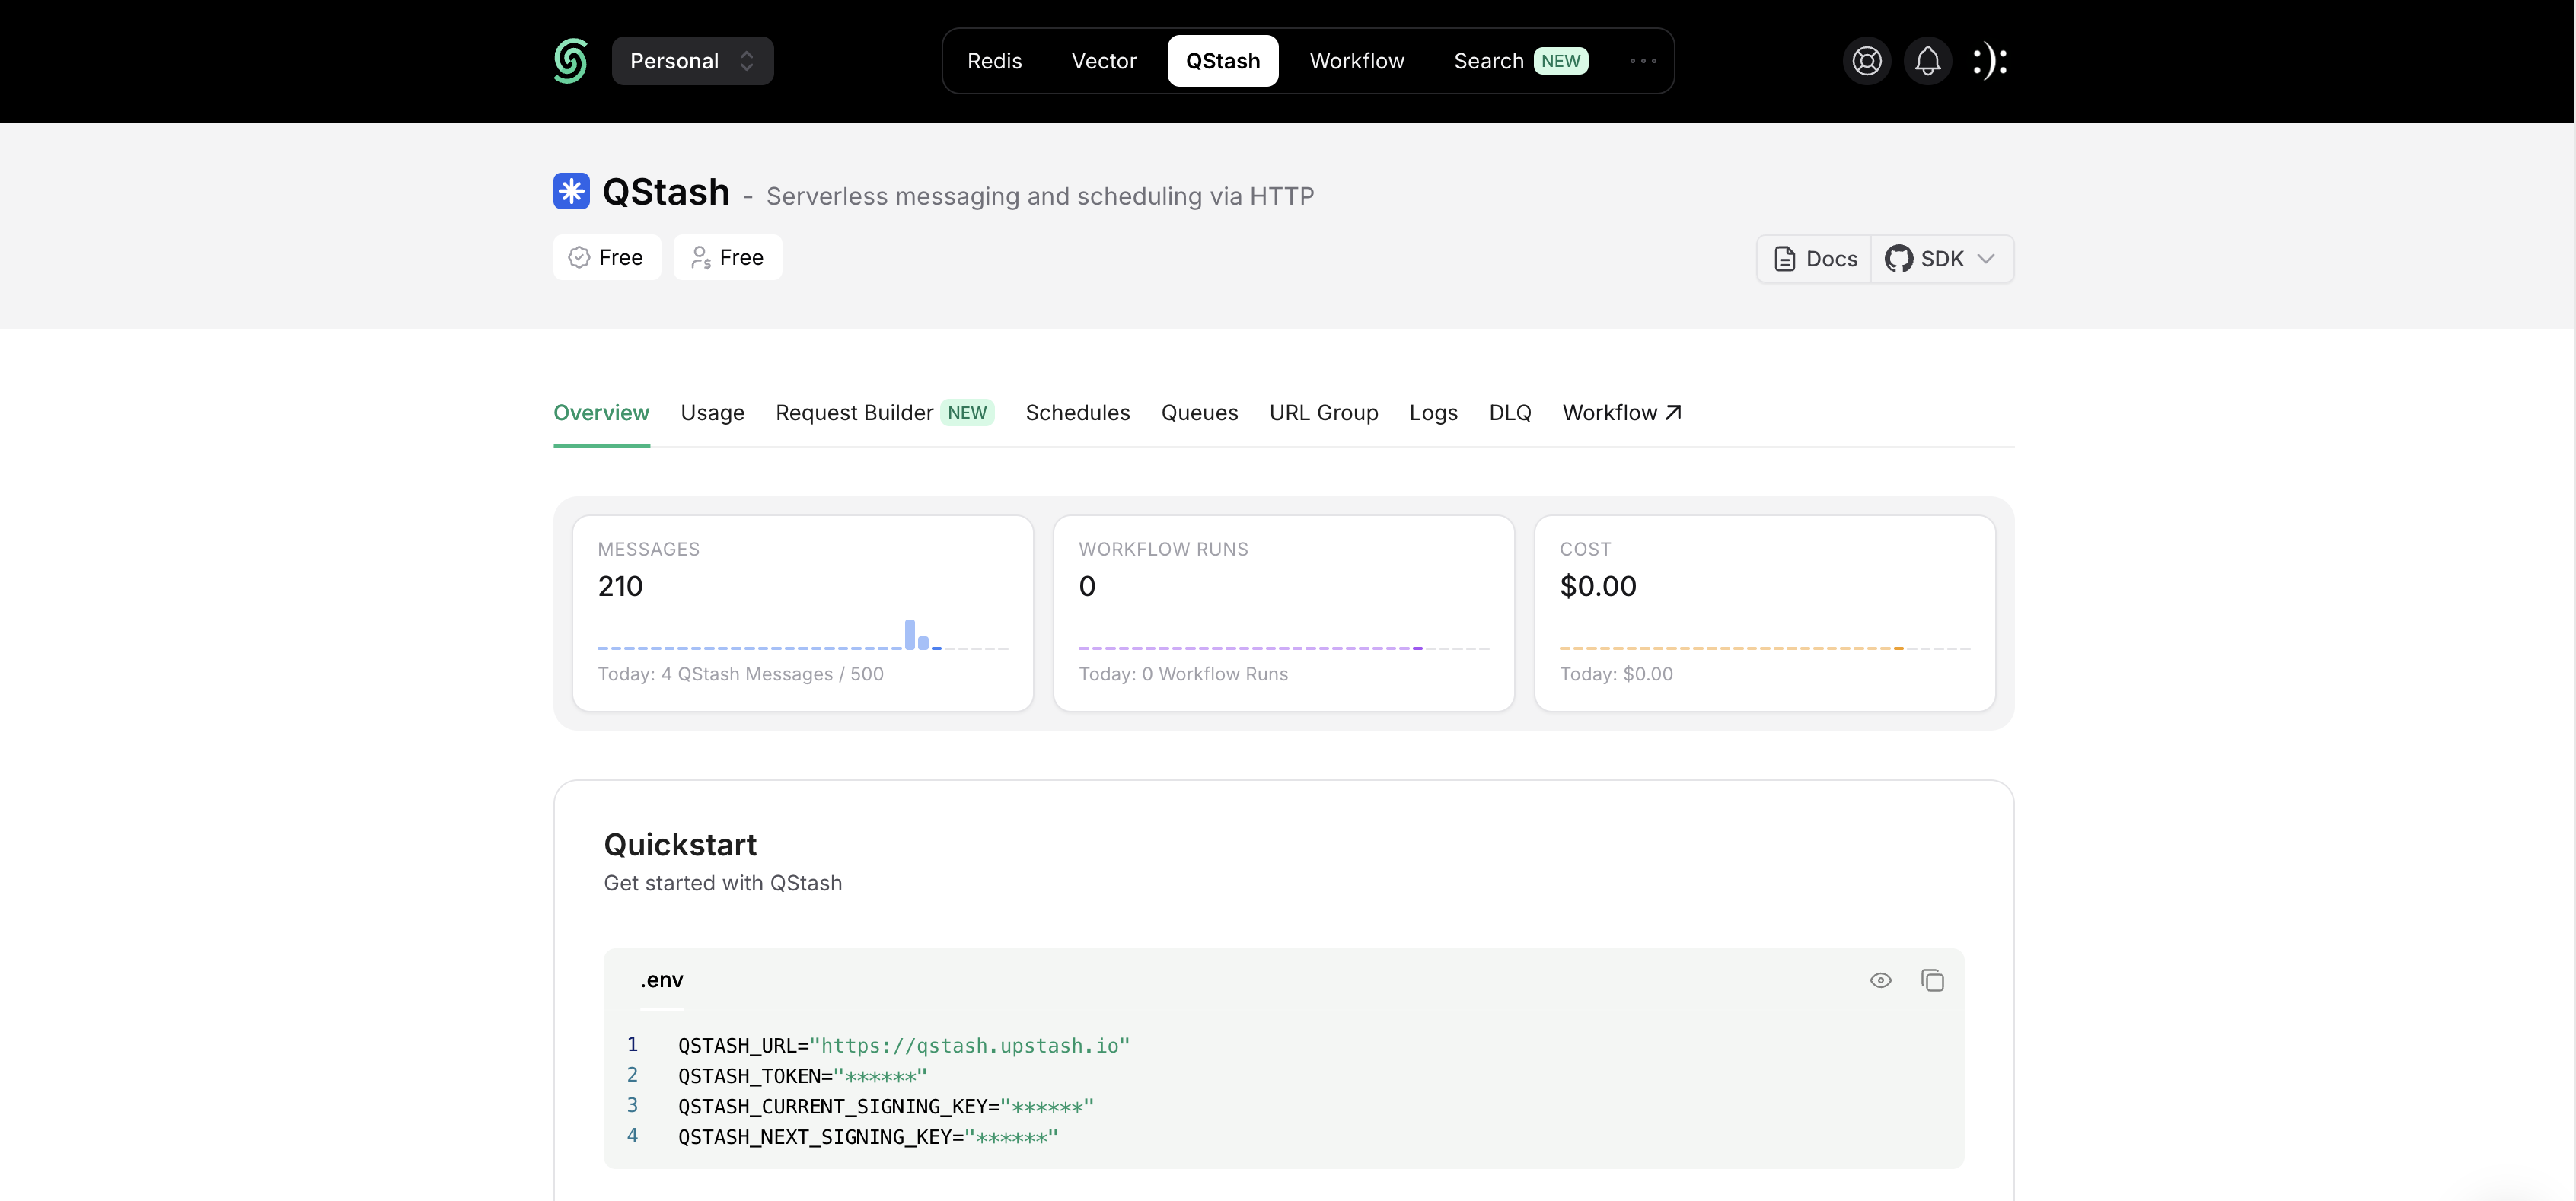 Personal
Redis Vector QStash Workflow Search NEW
QStash - Serverless messaging and scheduling via HTTP
Free Free
Docs SDK
Overview Usage Request Builder NEW Schedules Queues URL Group Logs DLQ Workflow
MESSAGES
210
Today: 4 QStash Messages / 500
WORKFLOW RUNS
0
Today: 0 Workflow Runs
COST
$0.00
Today: $0.00
Quickstart
Get started with QStash
.env
1 QSTASH_URL="https://qstash.upstash.io"
2 QSTASH_TOKEN="******"
3 QSTASH_CURRENT_SIGNING_KEY="******"
4 QSTASH_NEXT_SIGNING_KEY="******"